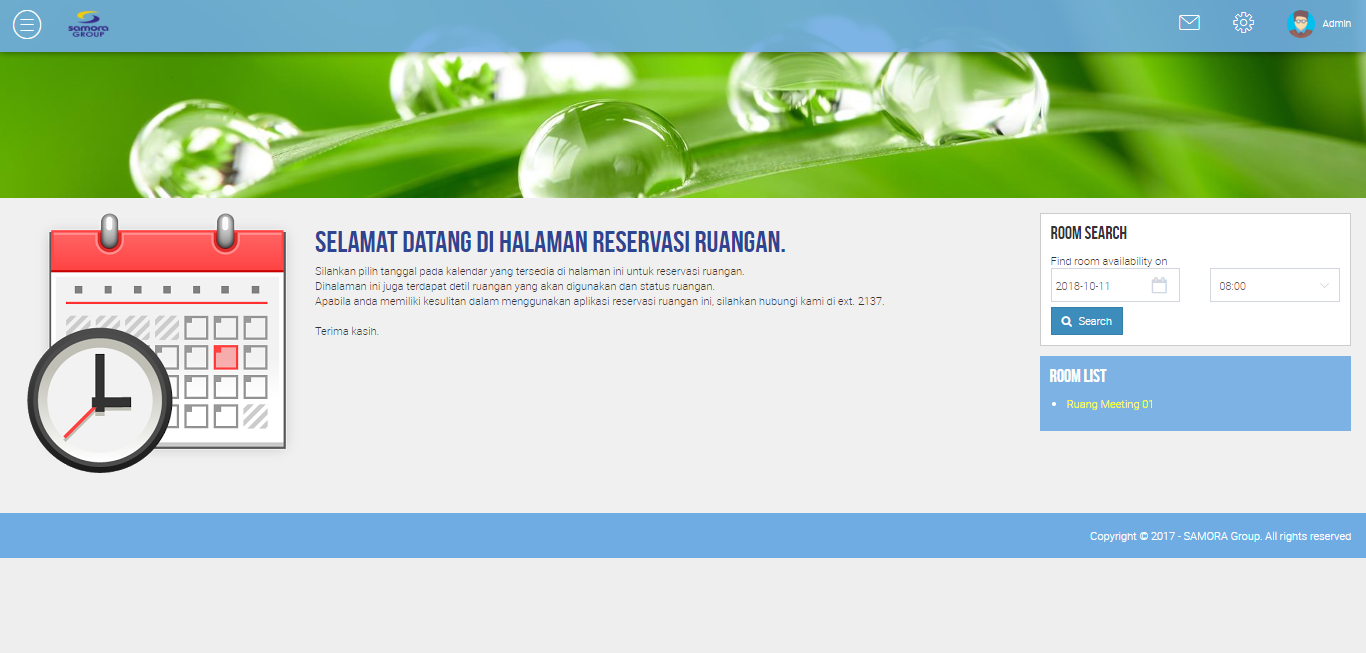 samora
GROUP
Admin
SELAMAT DATANG DI HALAMAN RESERVASI RUANGAN.
Silahkan pilih tanggal pada kalendar yang tersedia di halaman ini untuk reservasi ruangan.
Dihalaman ini juga terdapat detil ruangan yang akan digunakan dan status ruangan.
Apabila anda memiliki kesulitan dalam menggunakan aplikasi reservasi ruangan ini, silahkan hubungi kami di ext. 2137.
Terima kasih.
ROOM SEARCH
Find room availability on
2018-10-11 08:00
Search
ROOM LIST
Ruang Meeting 01
Copyright © 2017 - SAMORA Group. All rights reserved